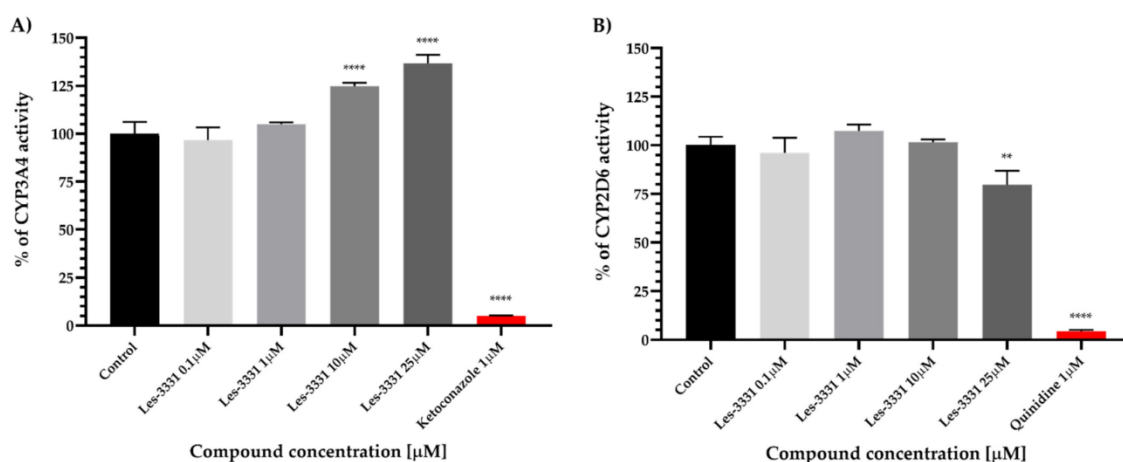 A)
% of CYP3A4 activity
150
125
100
75
50
25
0
****
****
****
Control
Les-3331 0.1µM
Les-3331 1µM
Les-3331 10µM
Les-3331 25µM
Ketoconazole 1µM
Compound concentration [µM]
B)
% of CYP2D6 activity
150
125
100
75
50
25
0
**
****
Control
Les-3331 0.1µM
Les-3331 1µM
Les-3331 10µM
Les-3331 25µM
Quinidine 1µM
Compound concentration [µM]